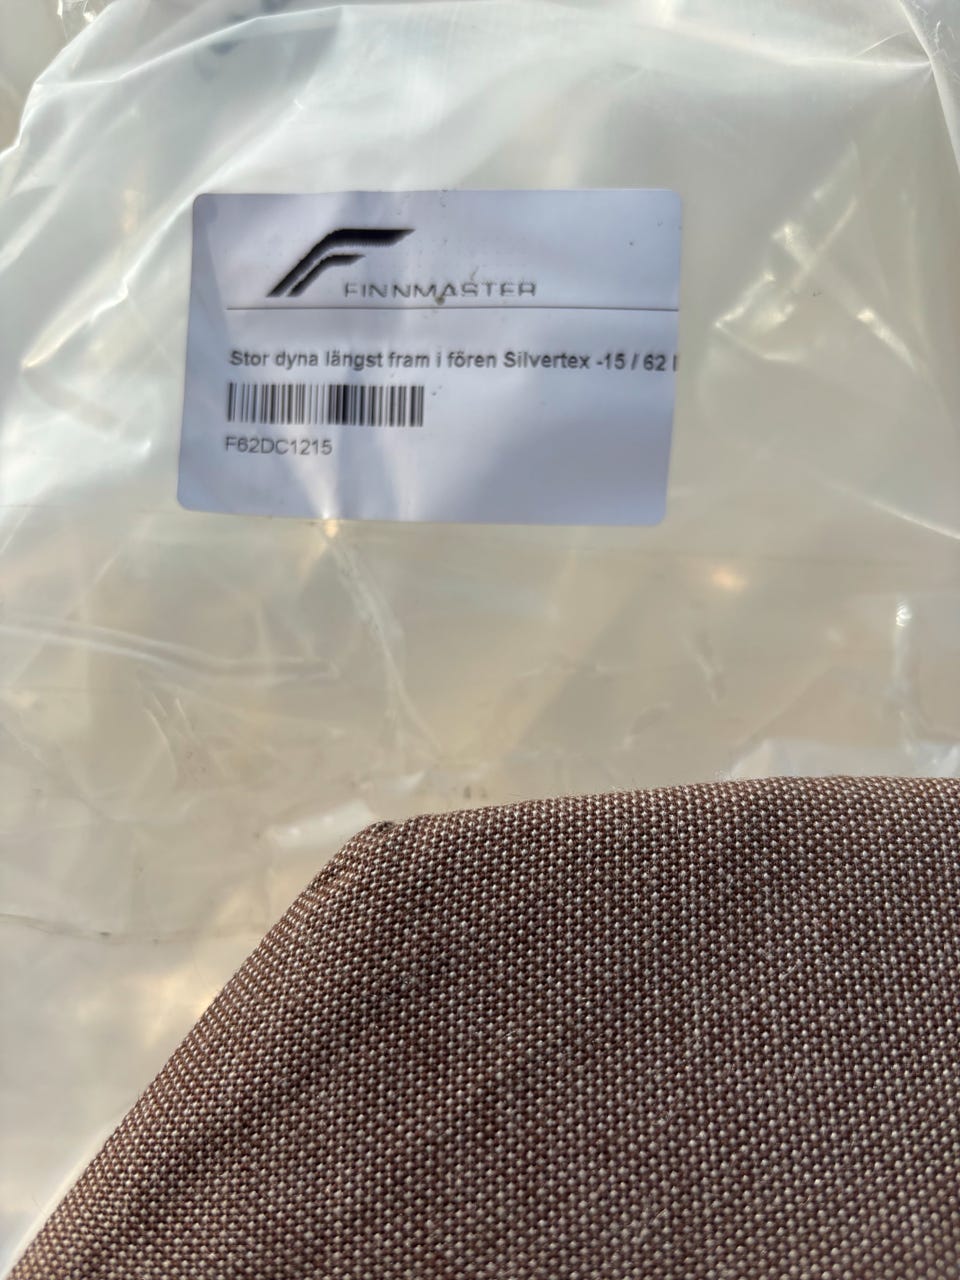 FINNMASTER
Stor dyna längst fram i fören Silvertex -15 / 62
F62DC1215